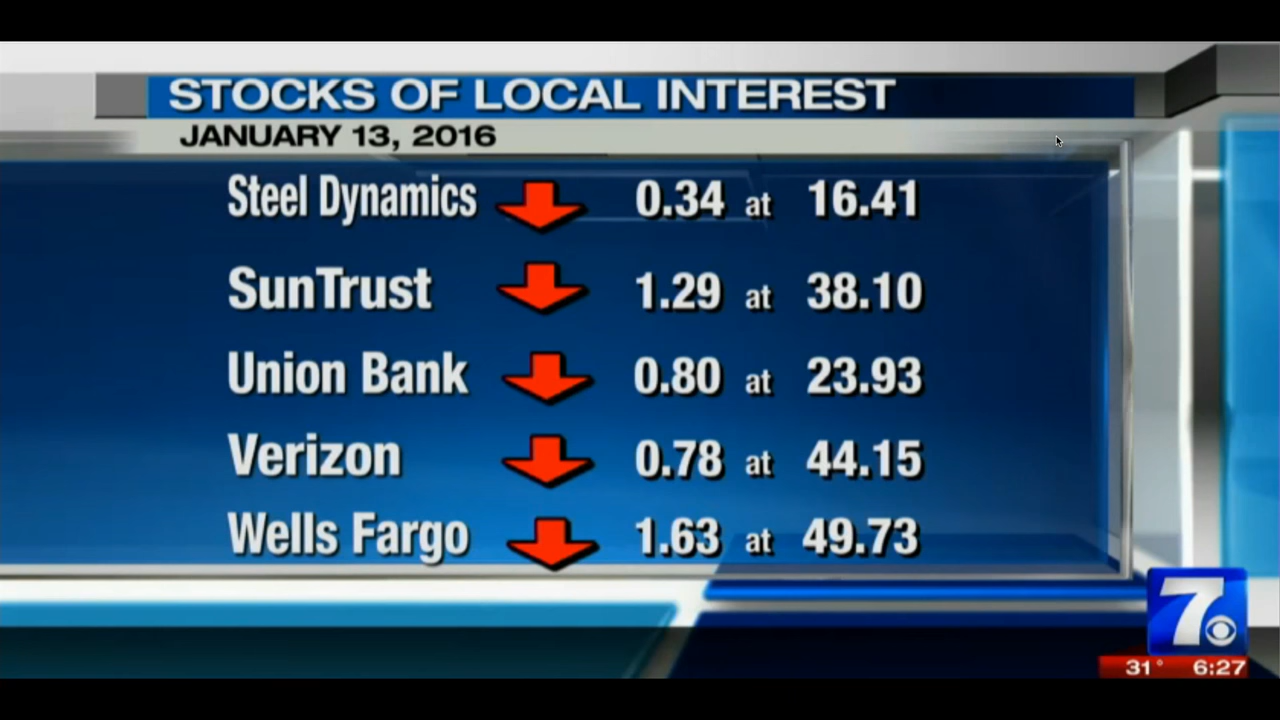 STOCKS OF LOCAL INTEREST
JANUARY 13, 2016
Steel Dynamics 0.34 at 16.41
SunTrust 1.29 at 38.10
Union Bank 0.80 at 23.93
Verizon 0.78 at 44.15
Wells Fargo 1.63 at 49.73
7
31° 6:27